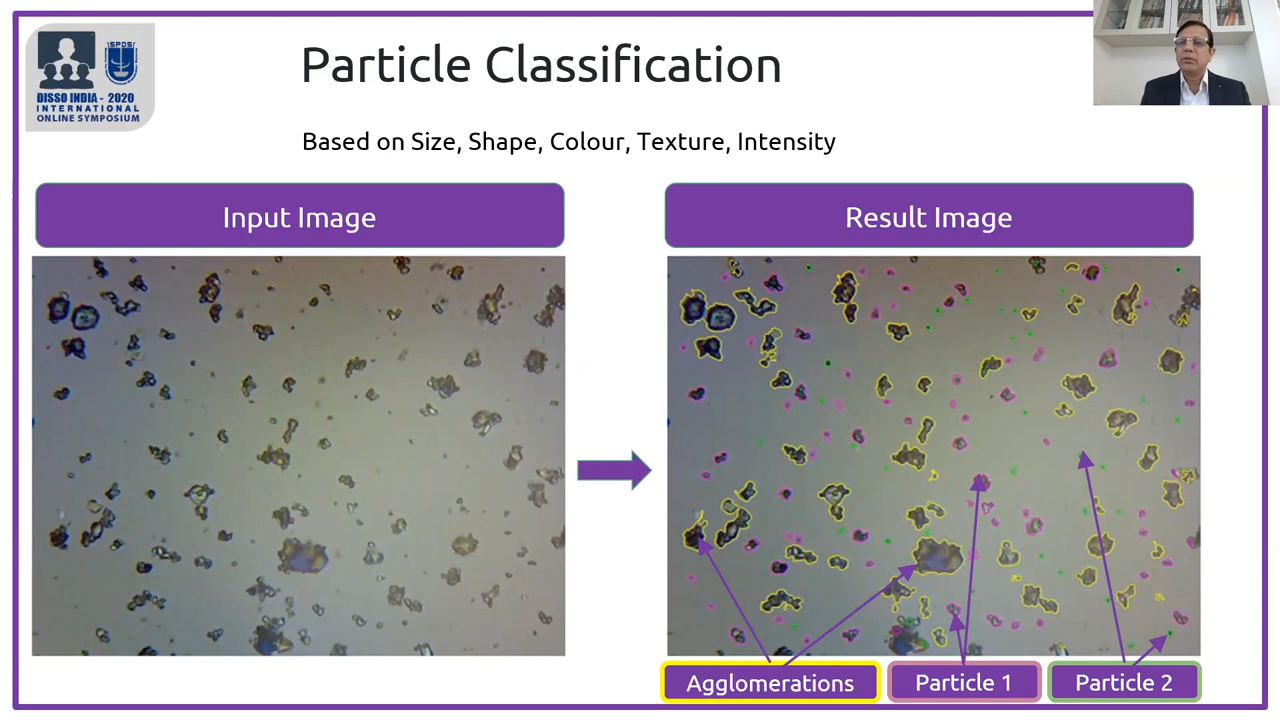 SPDS
DISSO INDIA - 2020
INTERNATIONAL
ONLINE SYMPOSIUM
Particle Classification
Based on Size, Shape, Colour, Texture, Intensity
Input Image
Result Image
Agglomerations
Particle 1
Particle 2